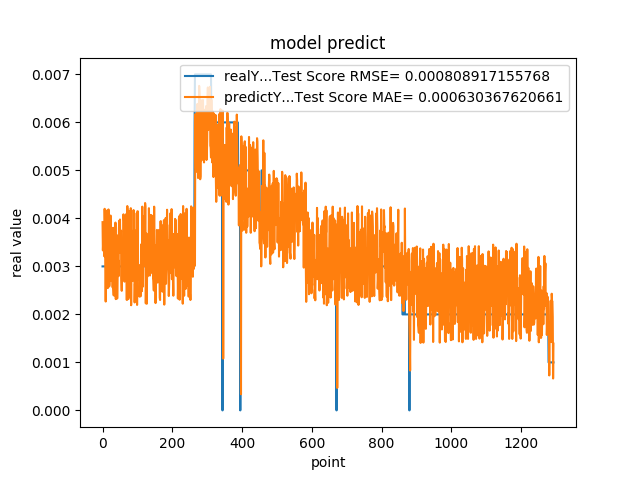 model predict
realY...Test Score RMSE= 0.000808917155768
predictY...Test Score MAE= 0.000630367620661
0.007
0.006
0.005
0.004
0.003
0.002
0.001
0.000
real value
0 200 400 600 800 1000 1200
point